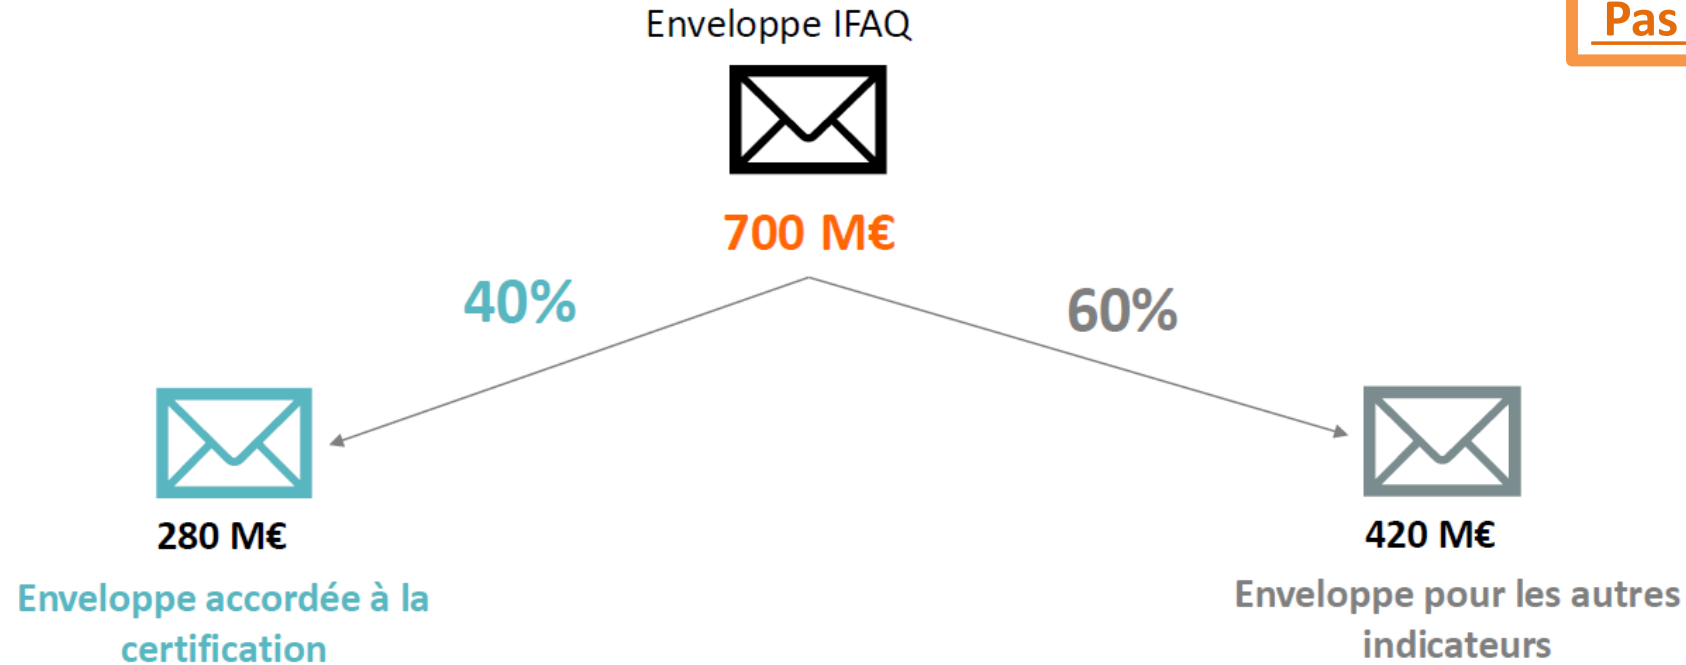 Enveloppe IFAQ
Pas
700 M€
40%
60%
280 M€
420 M€
Enveloppe accordée à la
certification
Enveloppe pour les autres
indicateurs